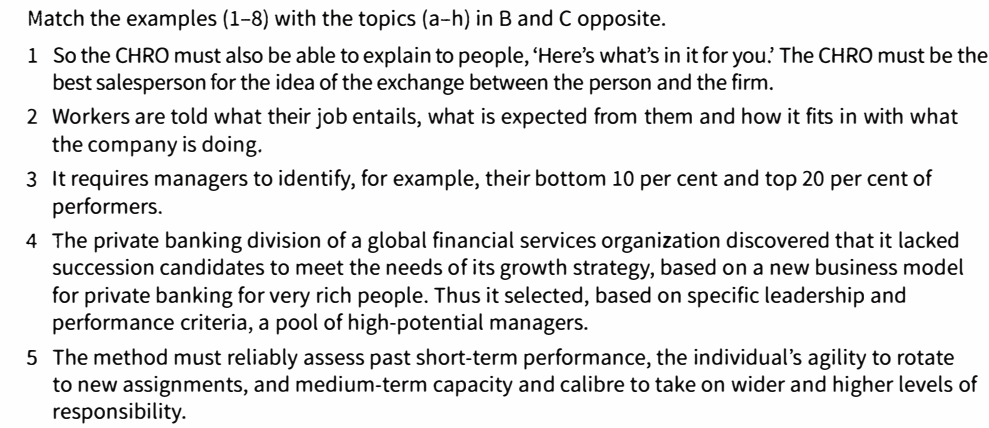 Match the examples (1–8) with the topics (a–h) in B and C opposite.
1 So the CHRO must also be able to explain to people, ‘Here’s what’s in it for you.’ The CHRO must be the
best salesperson for the idea of the exchange between the person and the firm.
2 Workers are told what their job entails, what is expected from them and how it fits in with what
the company is doing.
3 It requires managers to identify, for example, their bottom 10 per cent and top 20 per cent of
performers.
4 The private banking division of a global financial services organization discovered that it lacked
succession candidates to meet the needs of its growth strategy, based on a new business model
for private banking for very rich people. Thus it selected, based on specific leadership and
performance criteria, a pool of high-potential managers.
5 The method must reliably assess past short-term performance, the individual’s agility to rotate
to new assignments, and medium-term capacity and calibre to take on wider and higher levels of
responsibility.